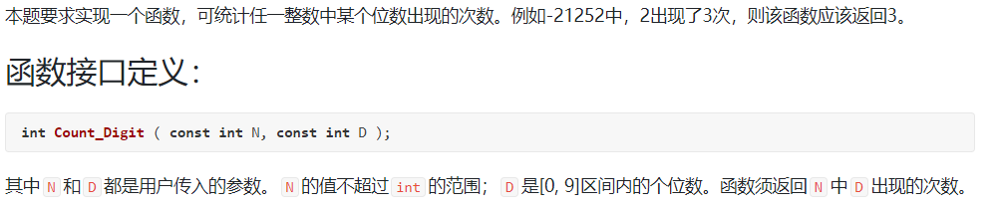 本题要求实现一个函数，可统计任一整数中某个位数出现的次数。例如-21252中，2出现了3次，则该函数应该返回3。
函数接口定义：
int Count_Digit ( const int N, const int D );
其中 N 和 D 都是用户传入的参数。 N 的值不超过 int 的范围； D 是[0, 9]区间内的个位数。函数须返回 N 中 D 出现的次数。